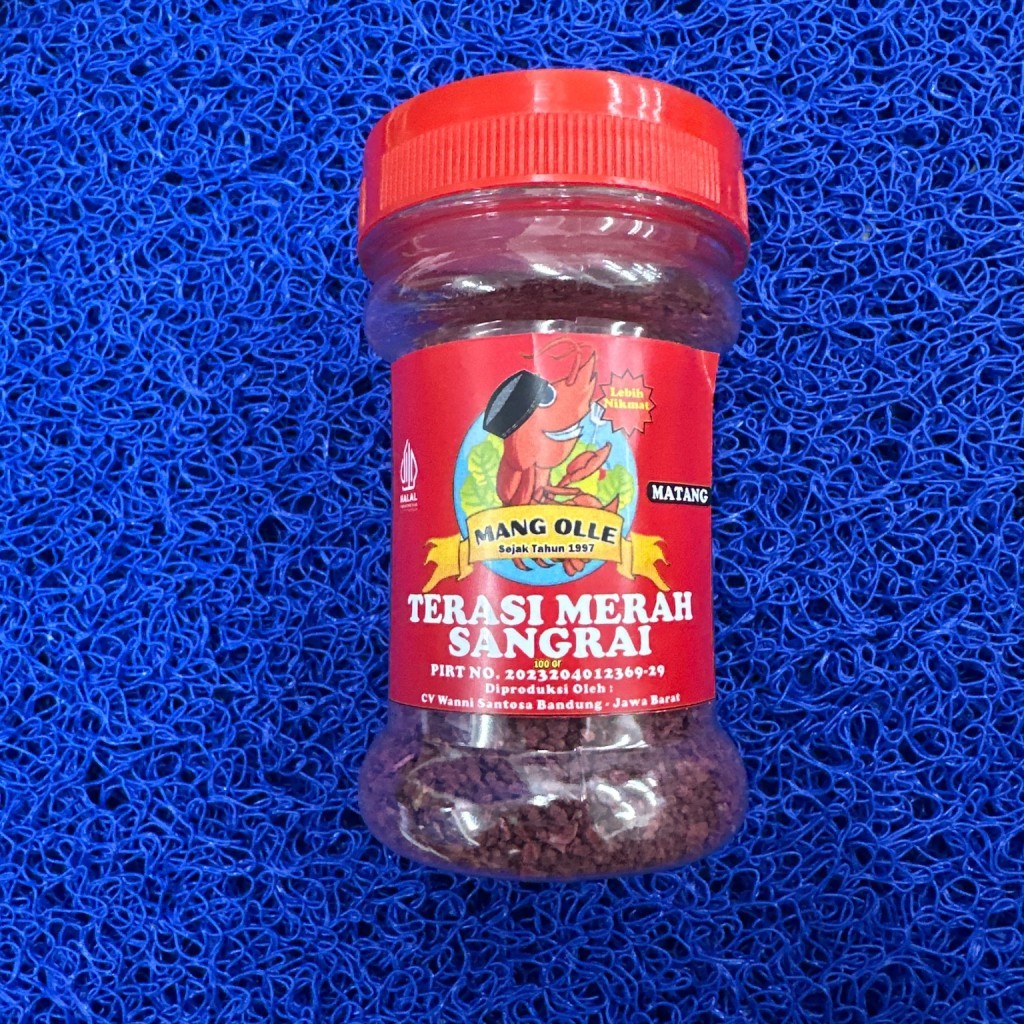 Lebih
Nikmat
HALAL
MATANG
MANG OLLE
Sejak Tahun 1997
TERASI MERAH
SANGRAI
100 Gr
PIRT NO. 2023204012369-29
Diproduksi Oleh :
CV Wanni Santosa Bandung - Jawa Barat